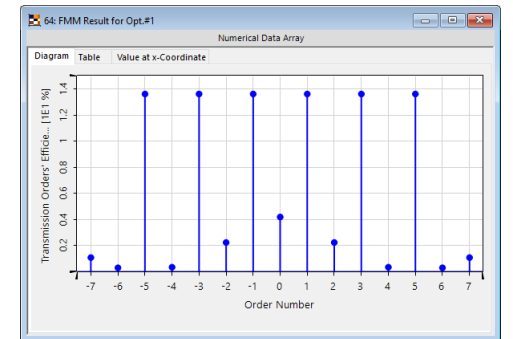 64: FMM Result for Opt.#1
Numerical Data Array
Diagram Table Value at x-Coordinate
Transmission Orders' Efficie... [1E1 %]
1.4
1.2
1
0.8
0.6
0.4
0.2
-7 -6 -5 -4 -3 -2 -1 0 1 2 3 4 5 6 7
Order Number